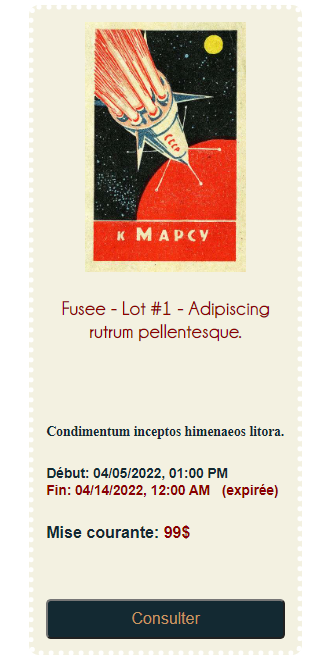 СССР
К МАРСУ
Fusee - Lot #1 - Adipiscing
rutrum pellentesque.
Condimentum inceptos himenaeos litora.
Début: 04/05/2022, 01:00 PM
Fin: 04/14/2022, 12:00 AM (expirée)
Mise courante: 99$
Consulter